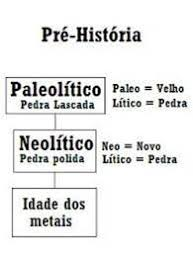 Pré-História
Paleolítico
Pedra Lascada
Paleo = Velho
Lítico = Pedra
Neolítico
Pedra polida
Neo = Novo
Lítico = Pedra
Idade dos
metais